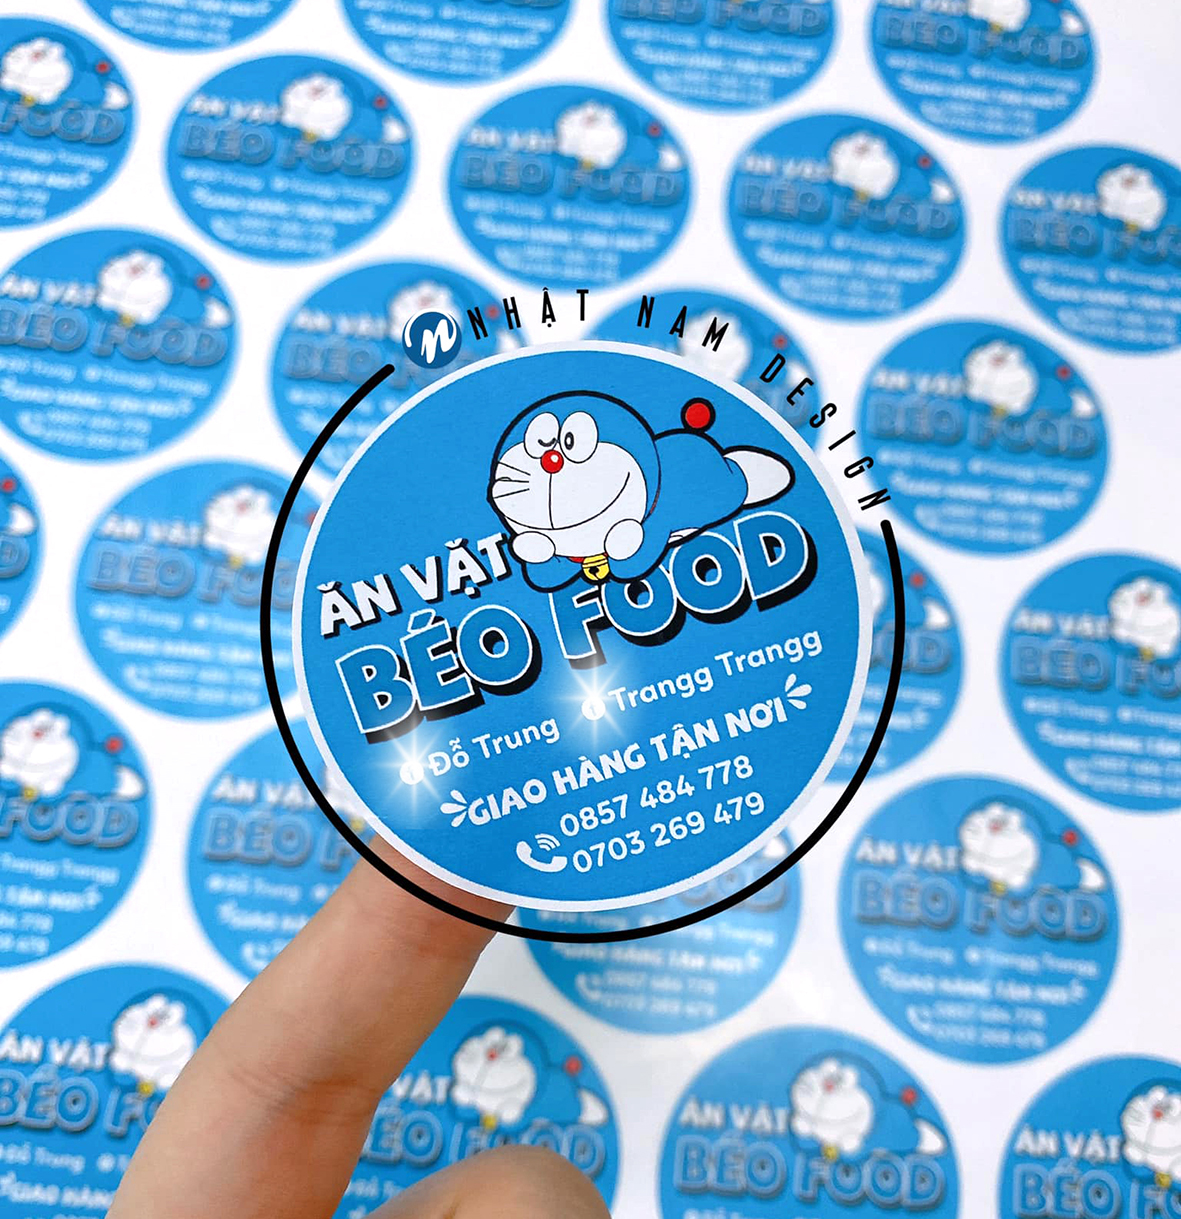 NHẬT NAM DESIGN
ĂN VẶT
BÉO FOOD
Đỗ Trung
Trangg Trangg
GIAO HÀNG TẬN NƠI
0857 484 778
0703 269 479